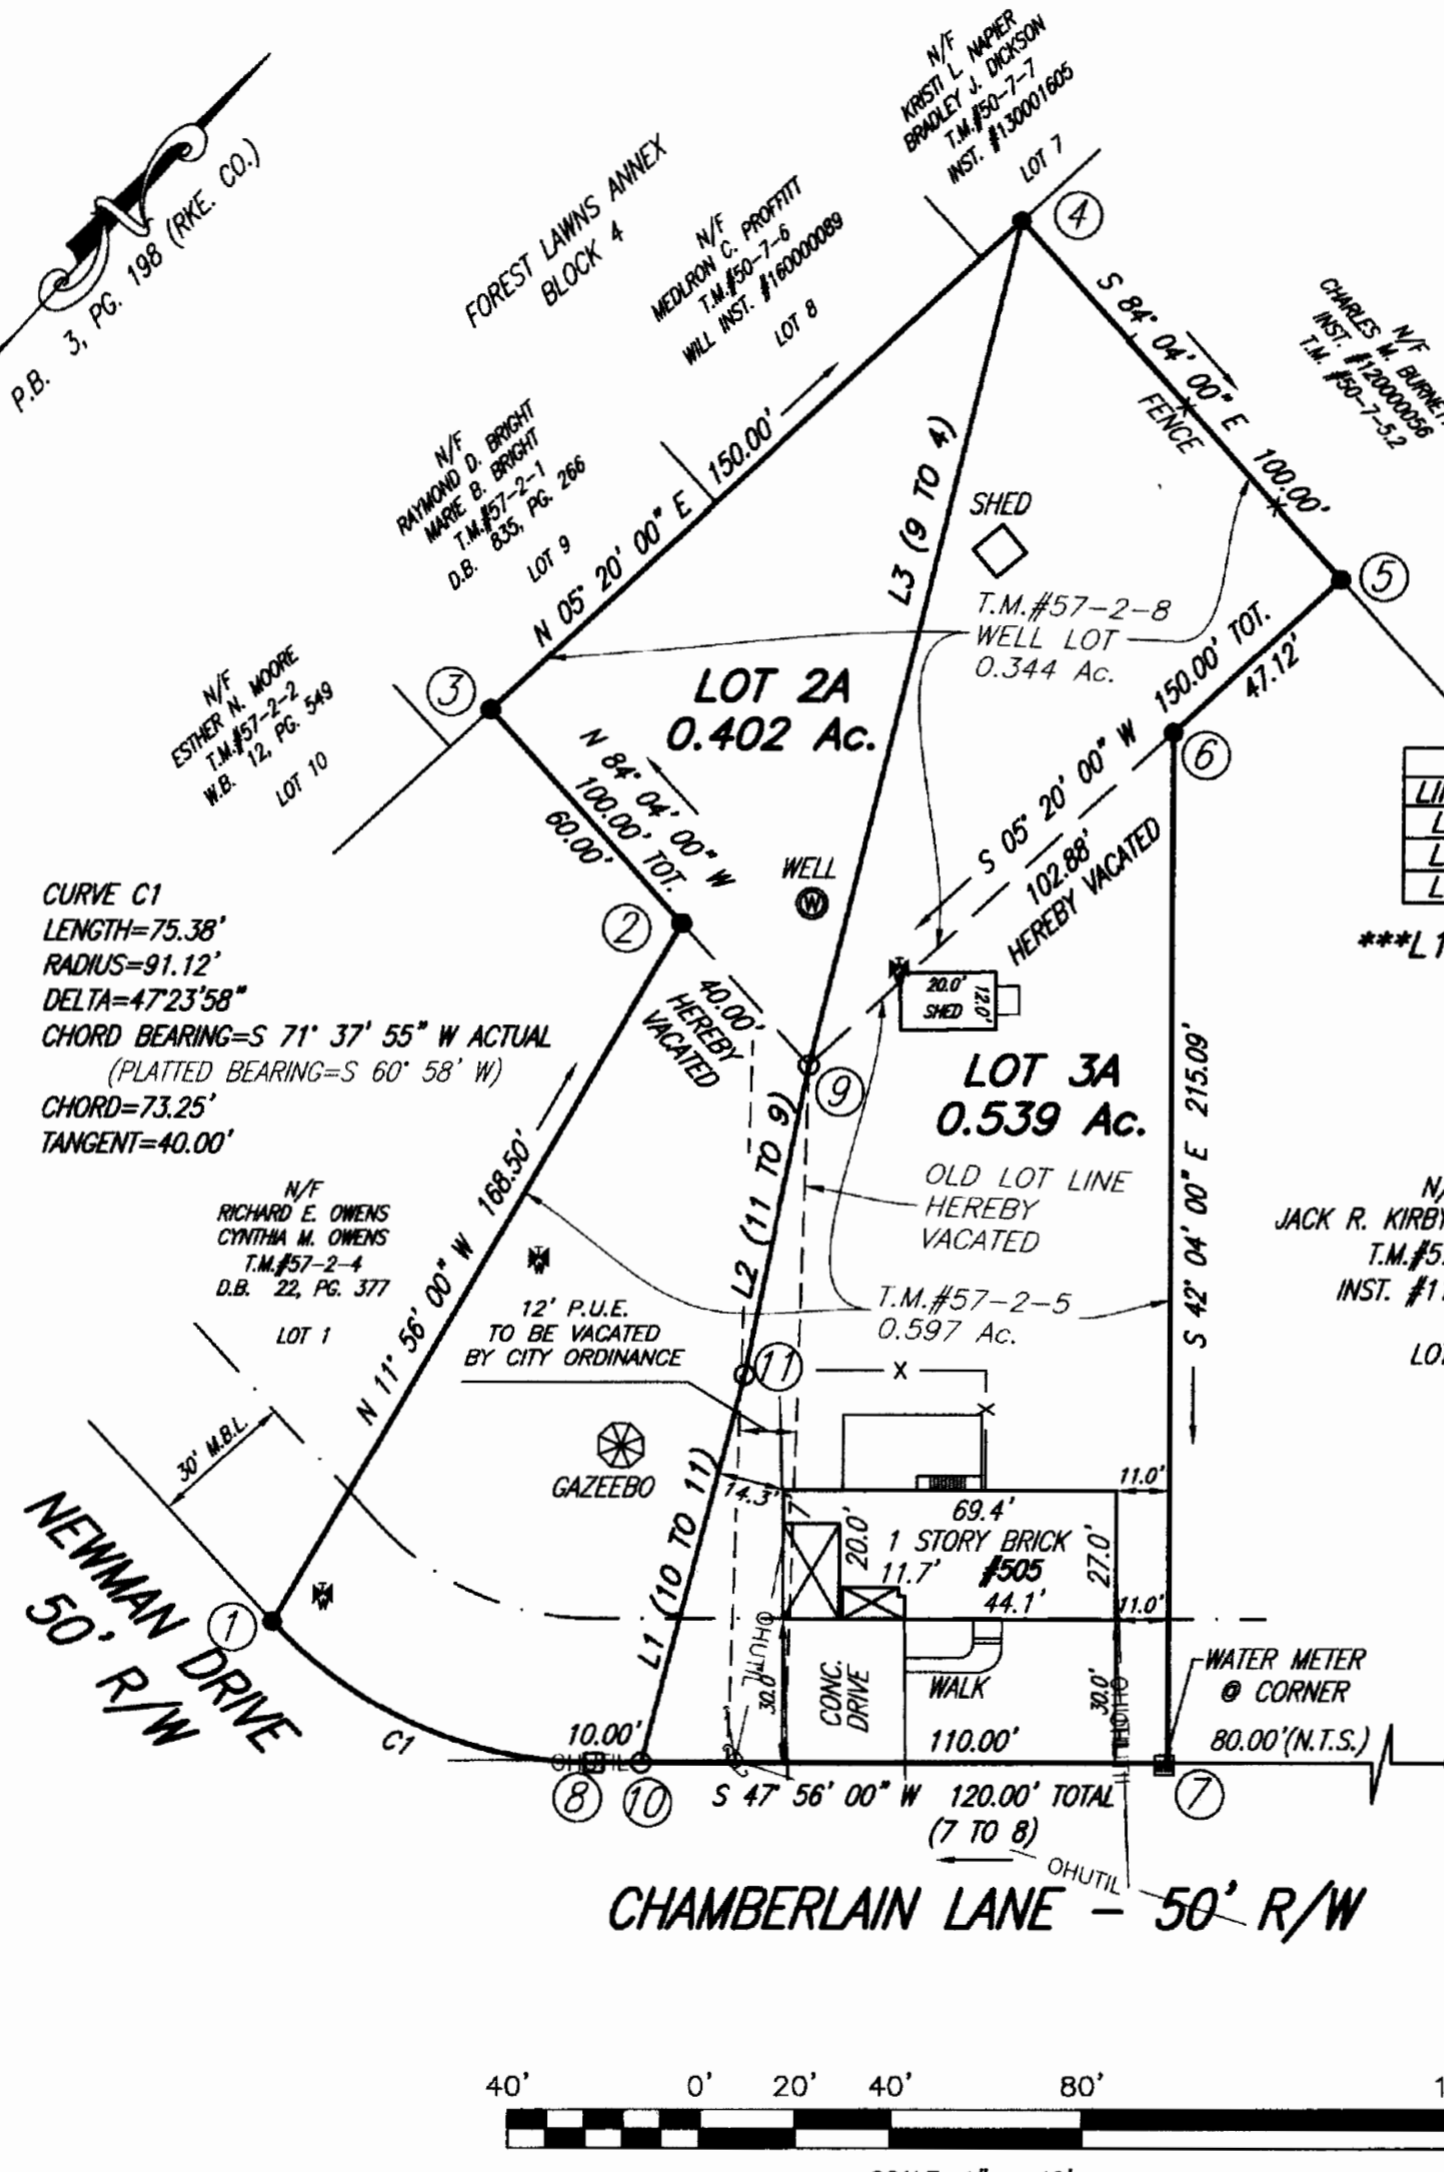 N/F
KRISTI L. NAPIER
BRADLEY J. DICKSON
T.M.#50-7-7
INST. #130001605
LOT 7
P.B. 3, PG. 198 (RKE. CO.)
FOREST LAWNS ANNEX
BLOCK 4
N/F
MEDLRON C. PROFFITT
T.M.#50-7-6
WILL INST. #160000089
LOT 8
4
S 84° 04' 00" E
100.00'
FENCE
N/F
CHARLES M. BURNET
INST. #120000056
T.M. #50-7-5.2
N/F
RAYMOND D. BRIGHT
MARIE B. BRIGHT
T.M.#57-2-1
D.B. 835, PG. 266
LOT 9
N 05° 20' 00" E
150.00'
L3 (9 TO 4)
SHED
5
T.M.#57-2-8
WELL LOT
0.344 Ac.
N/F
ESTHER N. MOORE
T.M.#57-2-2
W.B. 12, PG. 549
LOT 10
3
LOT 2A
0.402 Ac.
150.00' TOT.
47.12'
6
S 05° 20' 00" W
102.88'
HEREBY VACATED
N 84° 04' 00" W
100.00' TOT.
60.00'
WELL
W
CURVE C1
LENGTH=75.38'
RADIUS=91.12'
DELTA=47°23'58"
CHORD BEARING=S 71° 37' 55" W ACTUAL
(PLATTED BEARING=S 60° 58' W)
CHORD=73.25'
TANGENT=40.00'
2
40.00'
HEREBY
VACATED
20.0'
12.0'
SHED
LI
L
L
L
***L1
9
LOT 3A
0.539 Ac.
S 42° 04' 00" E 215.09'
OLD LOT LINE
HEREBY
VACATED
N/
JACK R. KIRBY
T.M.#5
INST. #1
LO
N/F
RICHARD E. OWENS
CYNTHIA M. OWENS
T.M.#57-2-4
D.B. 22, PG. 377
LOT 1
N 11° 56' 00" W 168.50'
L2 (11 TO 9)
T.M.#57-2-5
0.597 Ac.
12' P.U.E.
TO BE VACATED
BY CITY ORDINANCE
11
X
X
30' M.B.L.
GAZEEBO
L1 (10 TO 11)
14.3'
69.4'
11.0'
1 STORY BRICK
#505
20.0'
11.7'
44.1'
27.0'
11.0'
NEWMAN DRIVE
50' R/W
1
C1
OHUTIL
30.0'
CONC.
DRIVE
WALK
30.0'
OHUTIL
WATER METER
@ CORNER
10.00'
OHUTIL
110.00'
80.00'(N.T.S.)
8
10
S 47° 56' 00" W 120.00' TOTAL
(7 TO 8)
7
OHUTIL
CHAMBERLAIN LANE - 50' R/W
40' 0' 20' 40' 80' 1